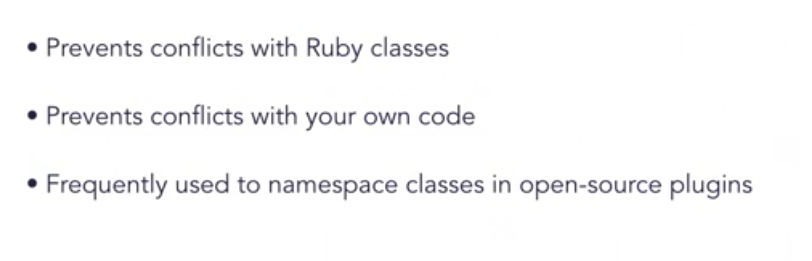 • Prevents conflicts with Ruby classes
• Prevents conflicts with your own code
• Frequently used to namespace classes in open-source plugins